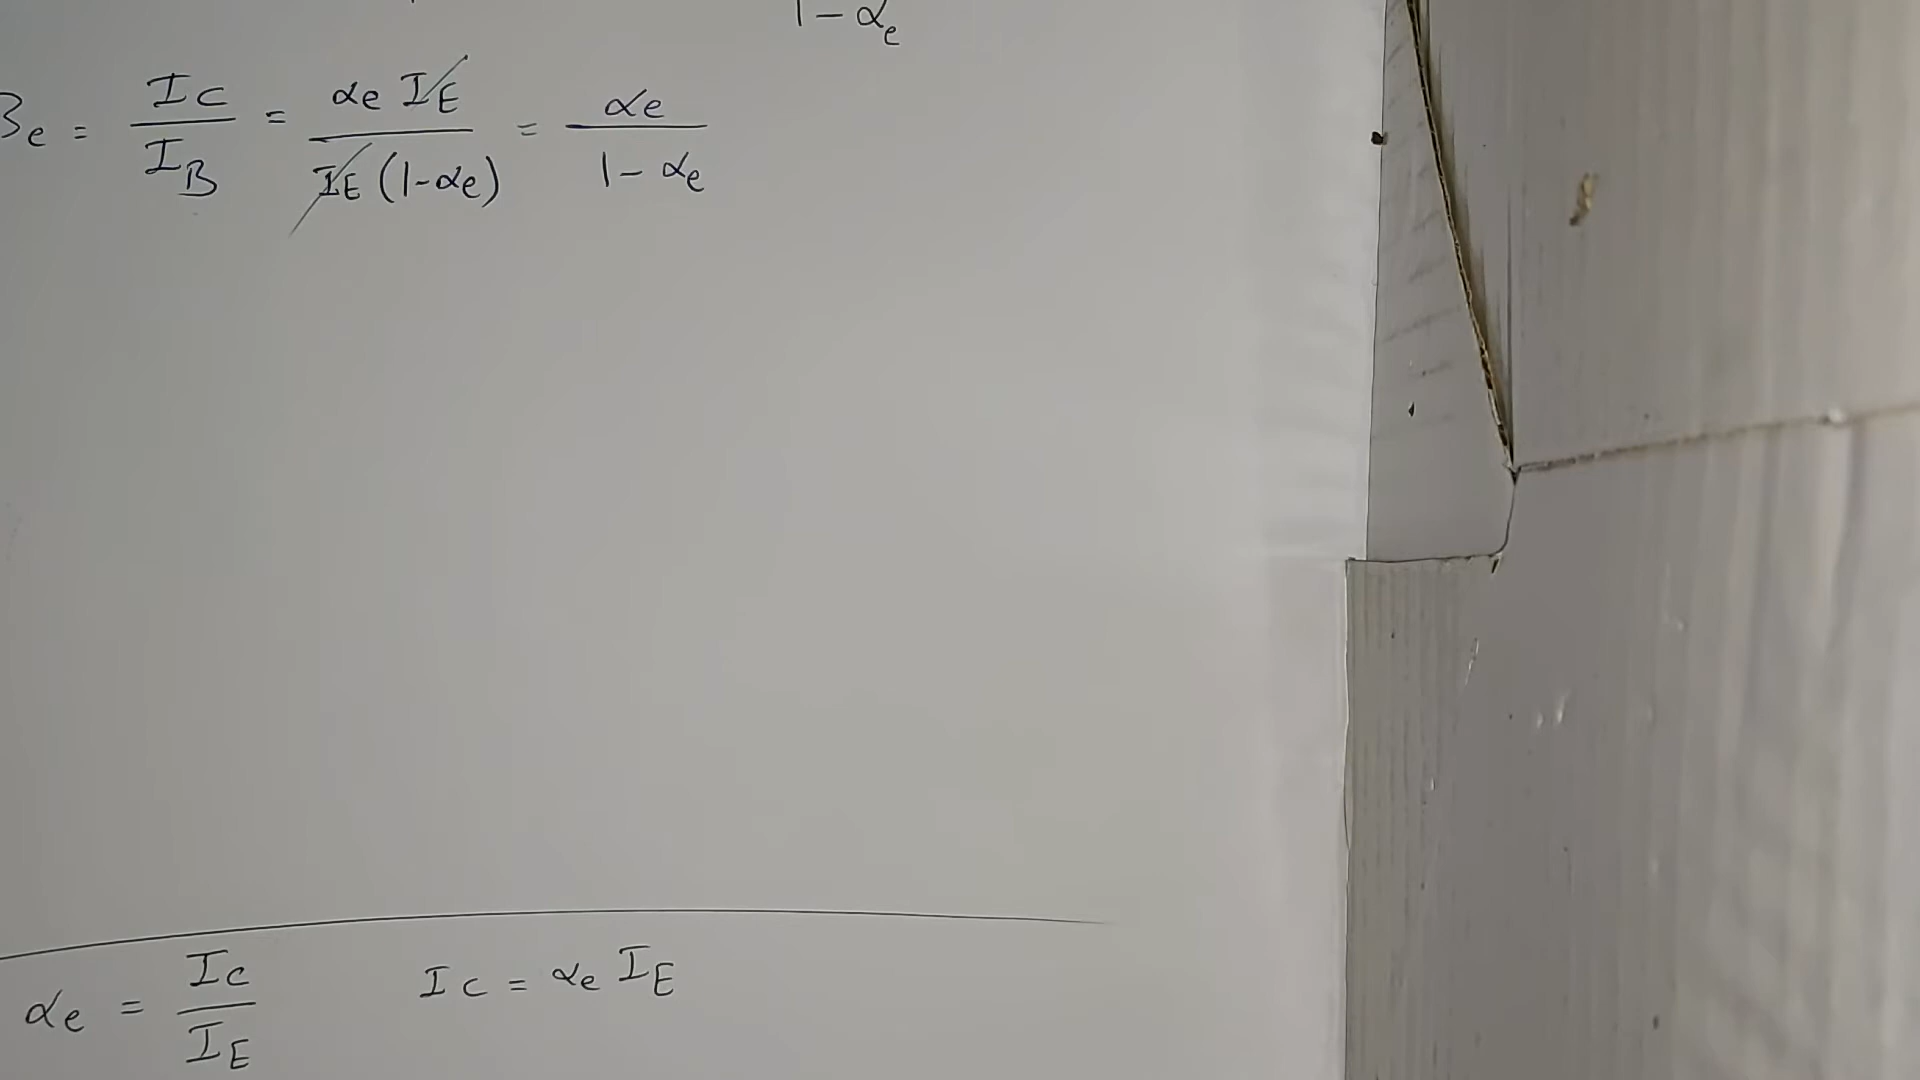 1 - αe
βe = IC / IB = αe IE / IE (1-αe) = αe / 1 - αe
αe = IC / IE
IC = αe IE